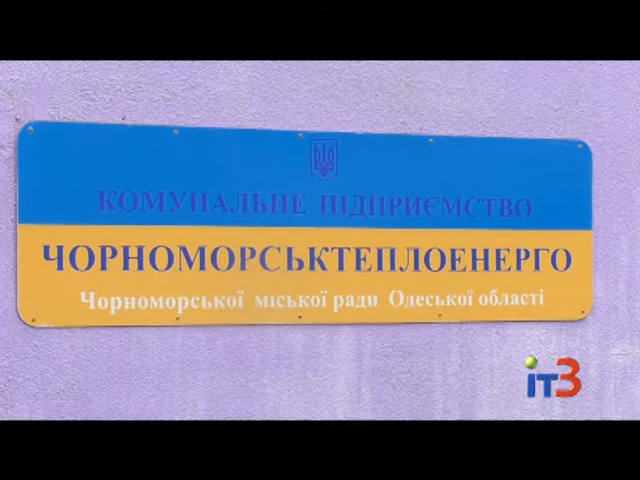 КОМУНАЛЬНЕ ПІДПРИЄМСТВО
ЧОРНОМОРСЬКТЕПЛОЕНЕРГО
Чорноморської міської ради Одеської області
іт3